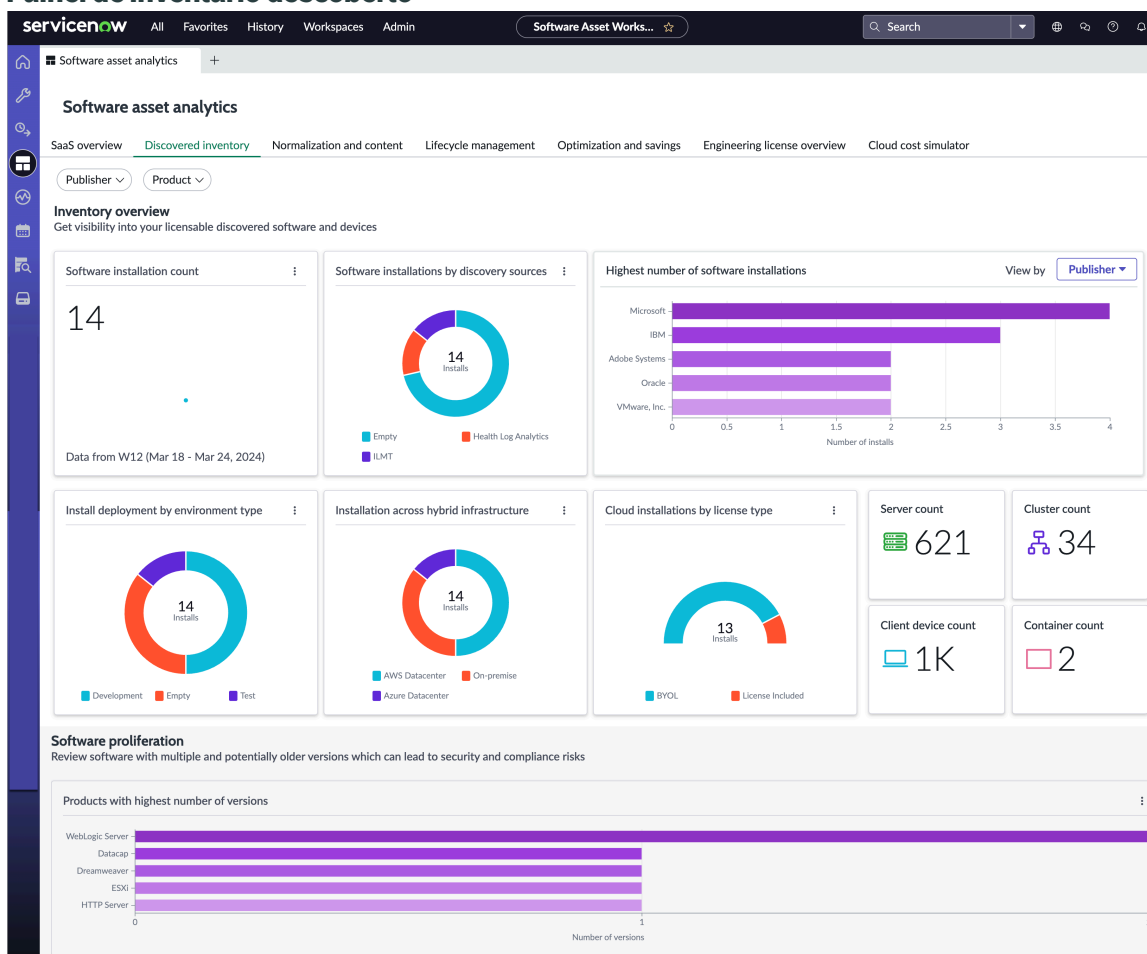 Painel de inventário descoberto
servicenow All Favorites History Workspaces Admin Software Asset Works... Search
Software asset analytics
Software asset analytics
SaaS overview Discovered inventory Normalization and content Lifecycle management Optimization and savings Engineering license overview Cloud cost simulator
Publisher Product
Inventory overview
Get visibility into your licensable discovered software and devices
Software installation count
14
Data from W12 (Mar 18 - Mar 24, 2024)
Software installations by discovery sources
14
Installs
Empty Health Log Analytics
ILMT
Highest number of software installations View by Publisher
Microsoft
IBM
Adobe Systems
Oracle
VMware, Inc.
0 0.5 1 1.5 2 2.5 3 3.5 4
Number of installs
Install deployment by environment type
14
Installs
Development Empty Test
Installation across hybrid infrastructure
14
Installs
AWS Datacenter On-premise
Azure Datacenter
Cloud installations by license type
13
Installs
BYOL License Included
Server count
621
Cluster count
34
Client device count
1K
Container count
2
Software proliferation
Review software with multiple and potentially older versions which can lead to security and compliance risks
Products with highest number of versions
WebLogic Server
Datacap
Dreamweaver
ESXi
HTTP Server
0 1
Number of versions